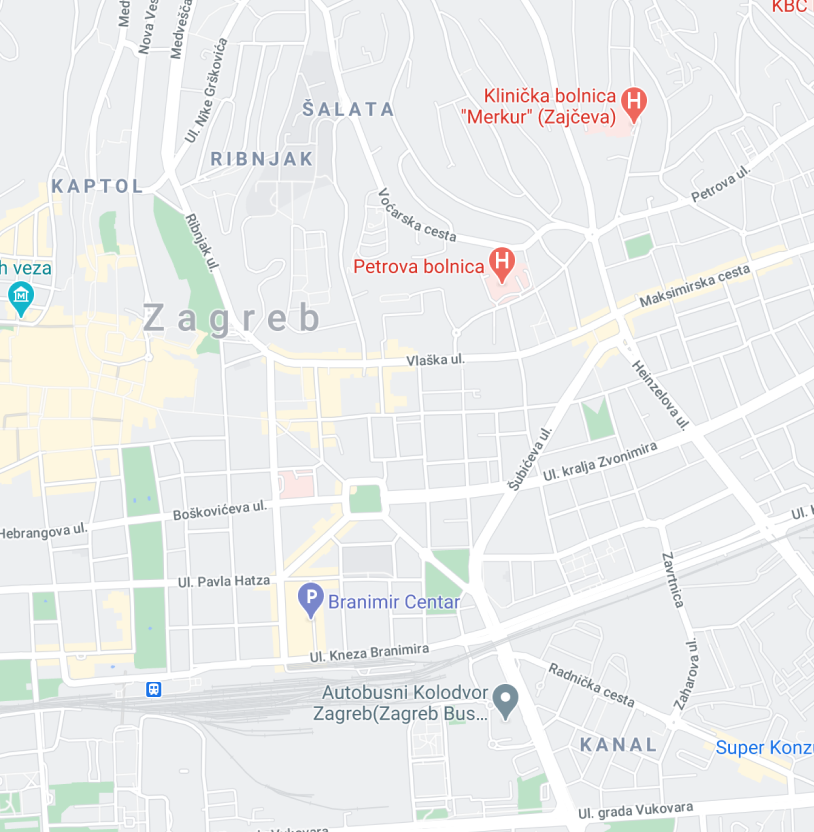 KBC
Med
Nova Ves
Medvešča
Ul. Nike Grškovića
Klinička bolnica
"Merkur" (Zajčeva)
ŠALATA
RIBNJAK
KAPTOL
Petrova ul.
Voćarska cesta
Ribnjak ul.
h veza
Petrova bolnica
Maksimirska cesta
Zagreb
Vlaška ul.
Heinzelova ul.
Šubićeva ul.
Ul. kralja Zvonimira
Boškovićeva ul.
Hebrangova ul.
Ul. k
Ul. Pavla Hatza
Zavrtnica
P Branimir Centar
Ul. Kneza Branimira
Zaharova ul.
Radnička cesta
Autobusni Kolodvor
Zagreb(Zagreb Bus...
KANAL
Super Konzu
Ul. grada Vukovara
Vukovara